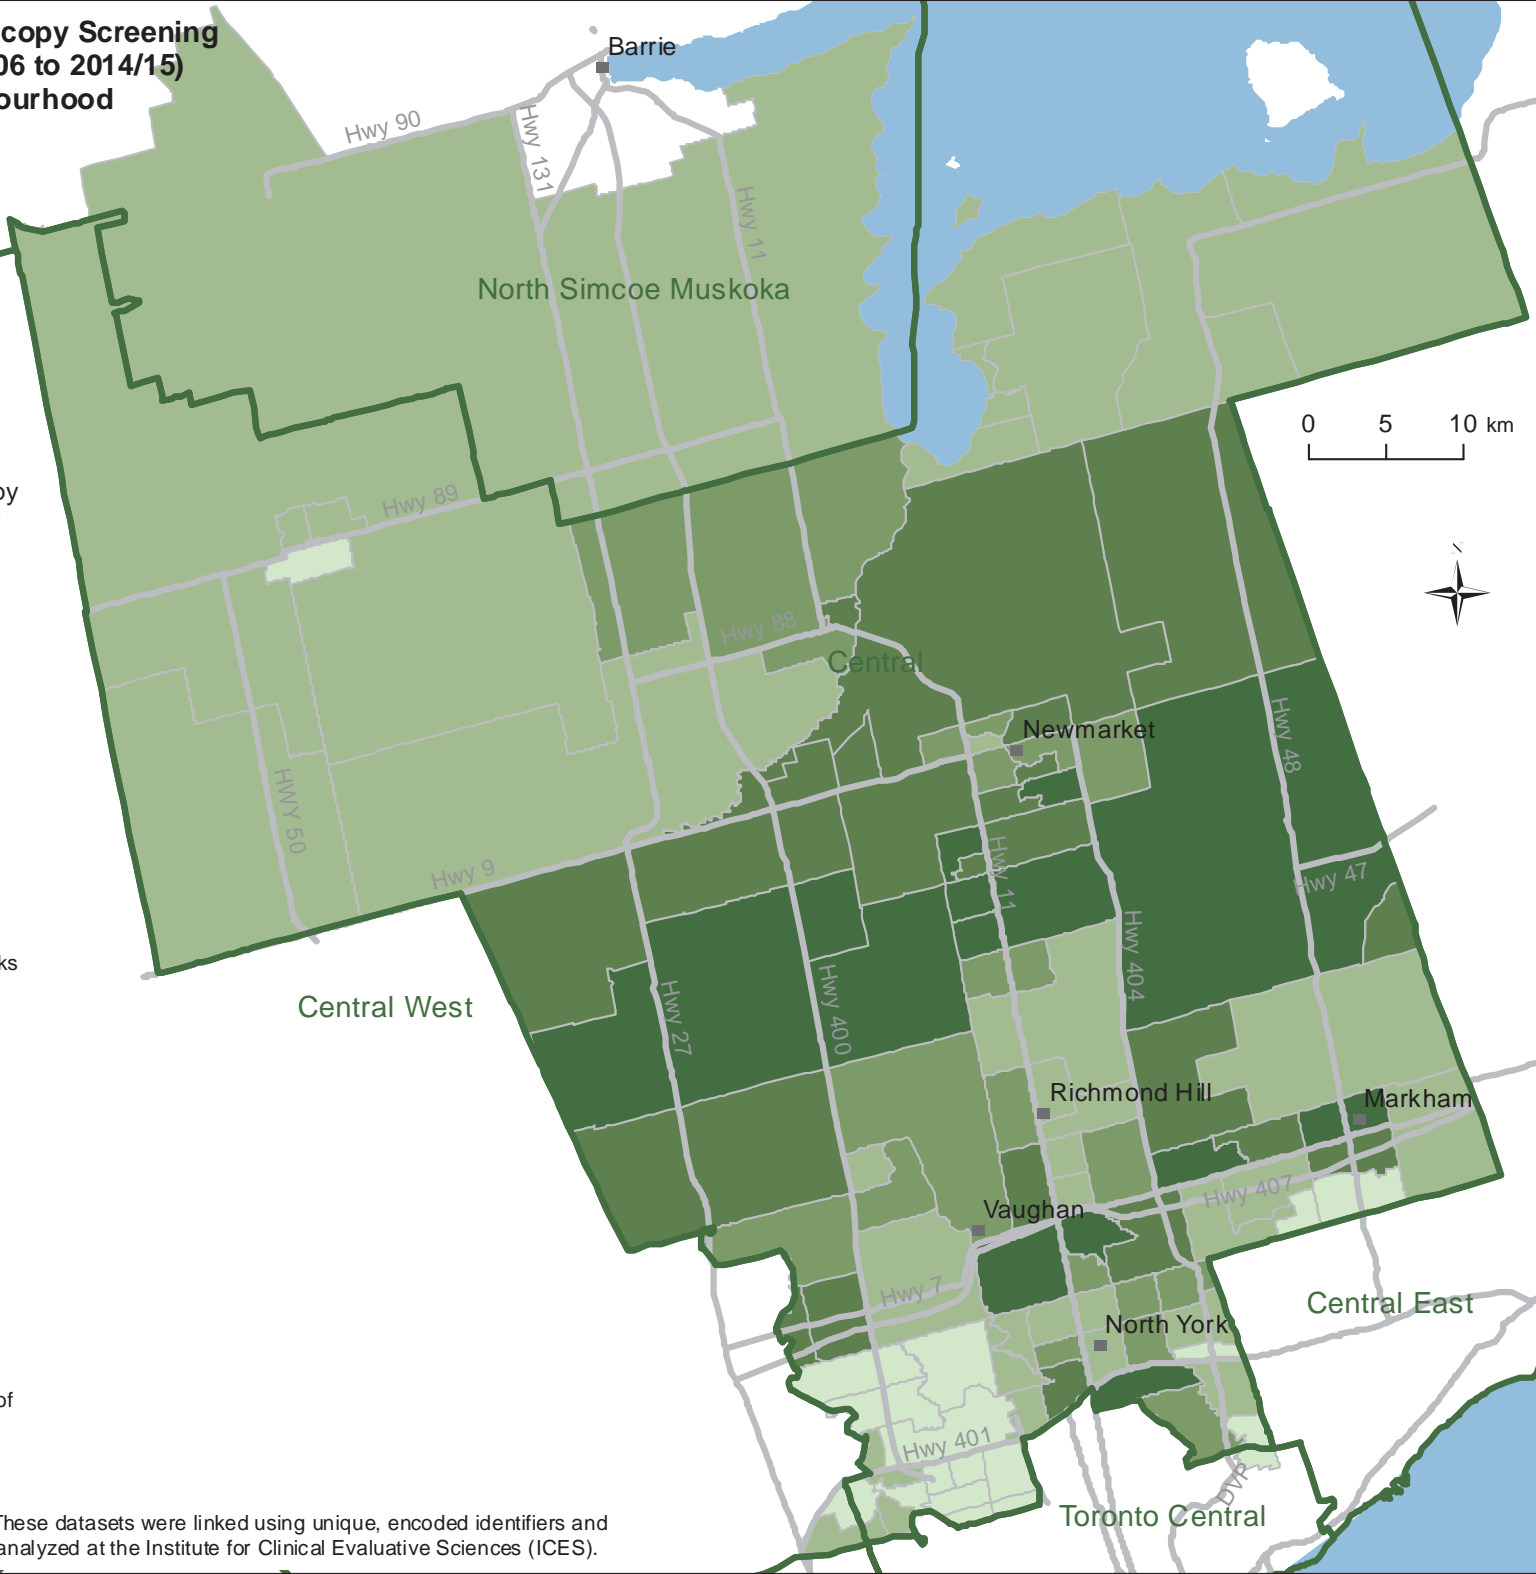 copy Screening
06 to 2014/15)
ourhood
Barrie
Hwy 90
Hwy 131
Hwy 11
North Simcoe Muskoka
0 5 10 km
by
Hwy 89
N
Hwy 88
Central
Newmarket
Hwy 48
HWY 50
Hwy 9
Hwy 11
Hwy 47
Hwy 404
ks
Hwy 400
Hwy 27
Central West
Richmond Hill
Markham
Hwy 407
Vaughan
Hwy 7
Central East
North York
of
Hwy 401
DVP
Toronto Central
These datasets were linked using unique, encoded identifiers and
analyzed at the Institute for Clinical Evaluative Sciences (ICES).